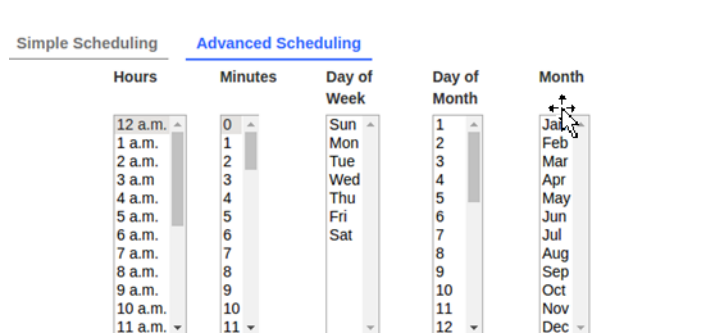 Simple Scheduling
Advanced Scheduling
Hours
Minutes
Day of
Week
Day of
Month
Month
12 a.m.
1 a.m.
2 a.m.
3 a.m
4 a.m.
5 a.m.
6 a.m.
7 a.m.
8 a.m.
9 a.m.
10 a.m.
11 a.m.
0
1
2
3
4
5
6
7
8
9
10
11
Sun
Mon
Tue
Wed
Thu
Fri
Sat
1
2
3
4
5
6
7
8
9
10
11
12
Jan
Feb
Mar
Apr
May
Jun
Jul
Aug
Sep
Oct
Nov
Dec